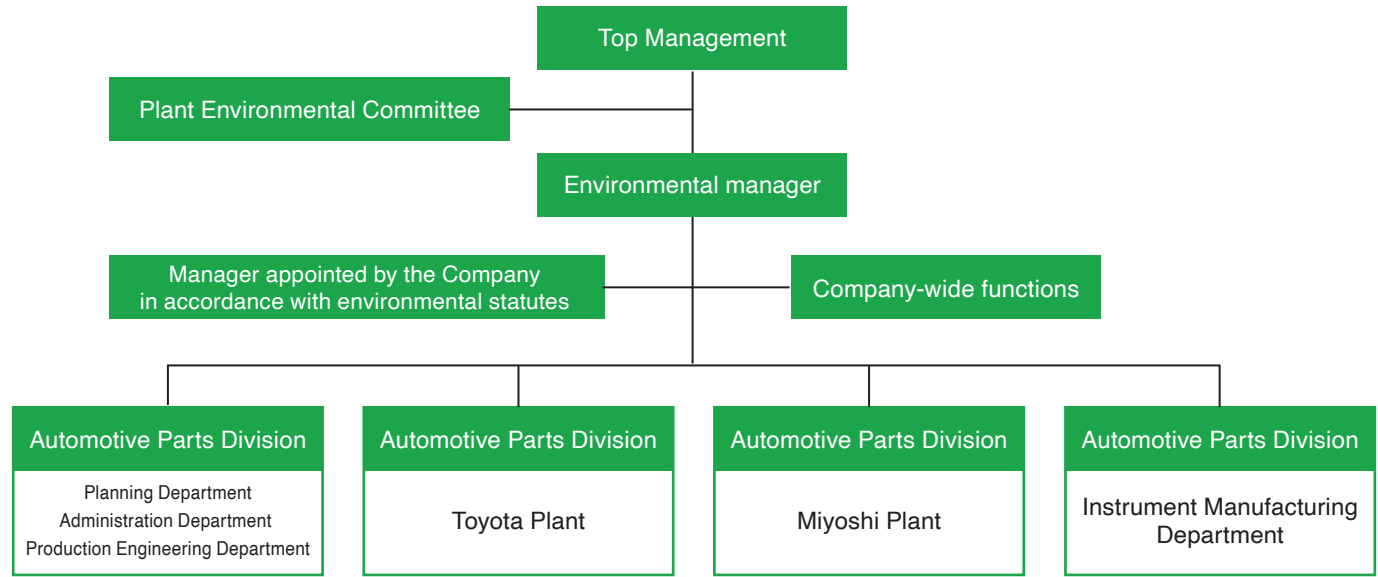 Top Management
Plant Environmental Committee
Environmental manager
Manager appointed by the Company
in accordance with environmental statutes
Company-wide functions
Automotive Parts Division
Planning Department
Administration Department
Production Engineering Department
Automotive Parts Division
Toyota Plant
Automotive Parts Division
Miyoshi Plant
Automotive Parts Division
Instrument Manufacturing
Department